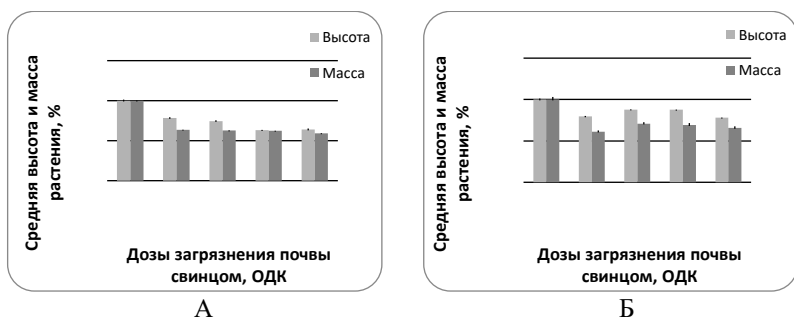 Высота
Масса
Средняя высота и масса
растения, %
Дозы загрязнения почвы
свинцом, ОДК
А
Высота
Масса
Средняя высота и масса
растения, %
Дозы загрязнения почвы
свинцом, ОДК
Б